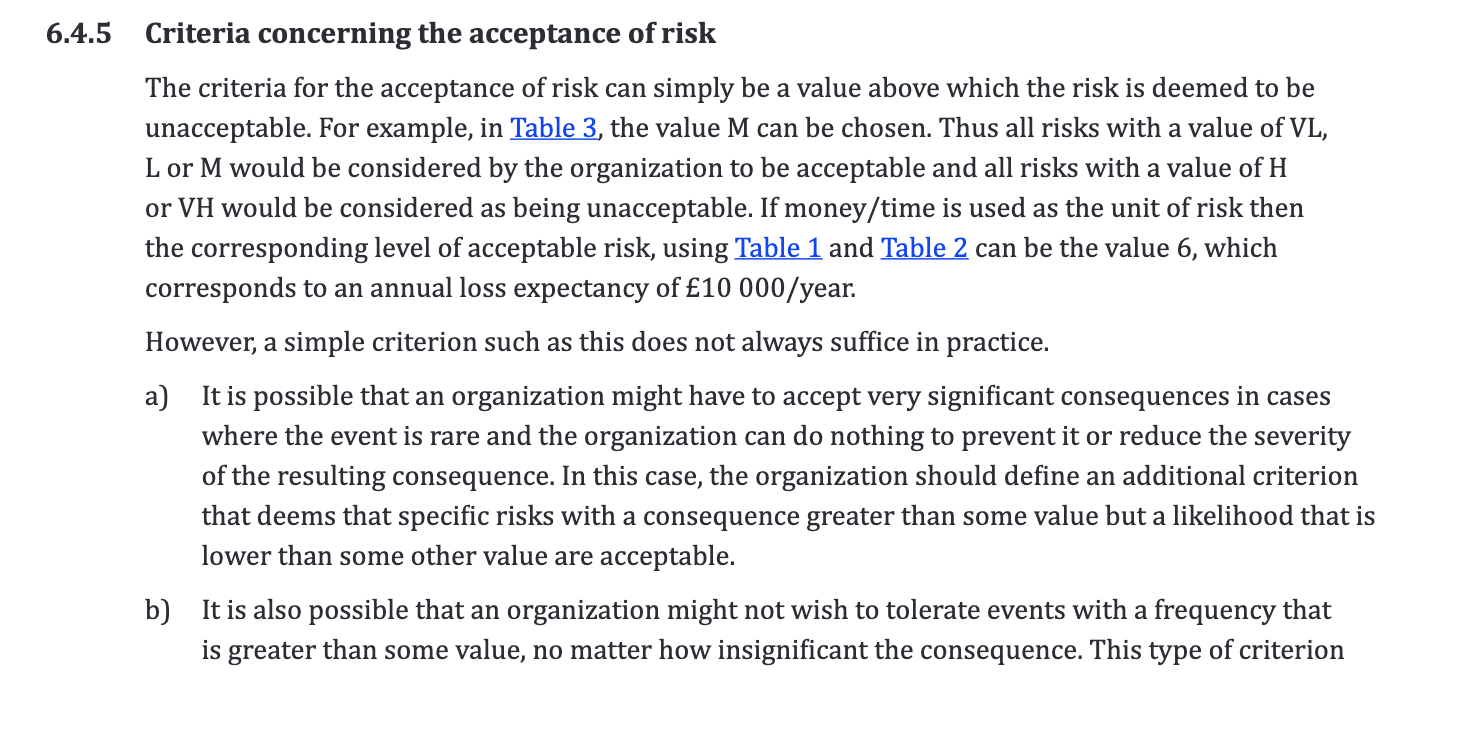 6.4.5 Criteria concerning the acceptance of risk
The criteria for the acceptance of risk can simply be a value above which the risk is deemed to be
unacceptable. For example, in Table 3, the value M can be chosen. Thus all risks with a value of VL,
L or M would be considered by the organization to be acceptable and all risks with a value of H
or VH would be considered as being unacceptable. If money/time is used as the unit of risk then
the corresponding level of acceptable risk, using Table 1 and Table 2 can be the value 6, which
corresponds to an annual loss expectancy of £10 000/year.
However, a simple criterion such as this does not always suffice in practice.
a) It is possible that an organization might have to accept very significant consequences in cases
where the event is rare and the organization can do nothing to prevent it or reduce the severity
of the resulting consequence. In this case, the organization should define an additional criterion
that deems that specific risks with a consequence greater than some value but a likelihood that is
lower than some other value are acceptable.
b) It is also possible that an organization might not wish to tolerate events with a frequency that
is greater than some value, no matter how insignificant the consequence. This type of criterion